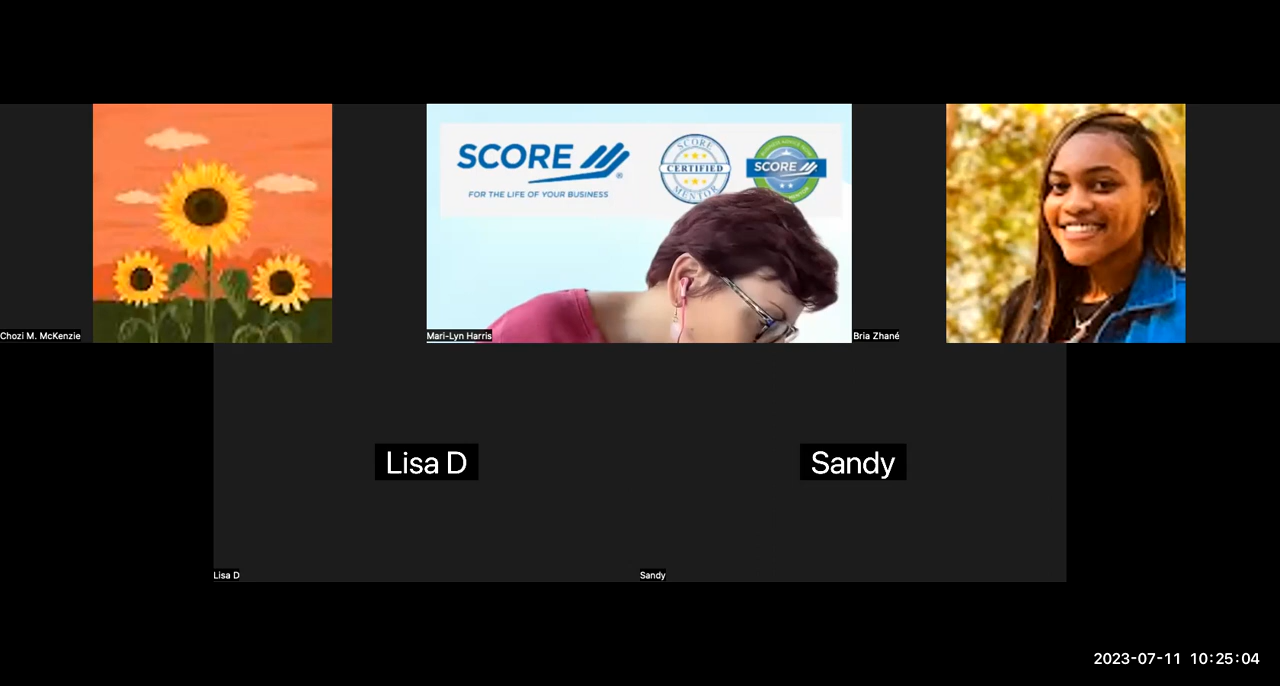 SCORE
®
FOR THE LIFE OF YOUR BUSINESS
SCORE
CERTIFIED
MENTOR
SCORE
Chozi M. McKenzie
Mari-Lyn Harris
Bria Zhané
Lisa D
Sandy
Lisa D
Sandy
2023-07-11 10:25:04